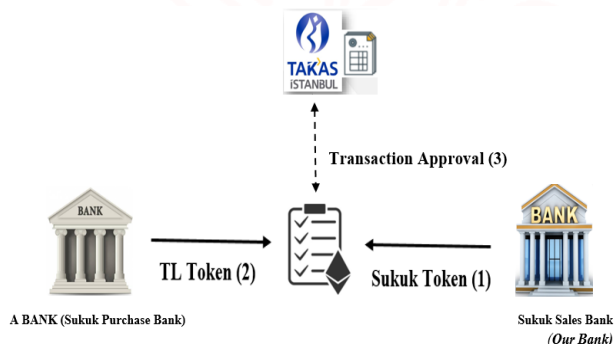 TAKAS
İSTANBUL
Transaction Approval (3)
BANK
BANK
TL Token (2)
Sukuk Token (1)
A BANK (Sukuk Purchase Bank)
Sukuk Sales Bank
(Our Bank)